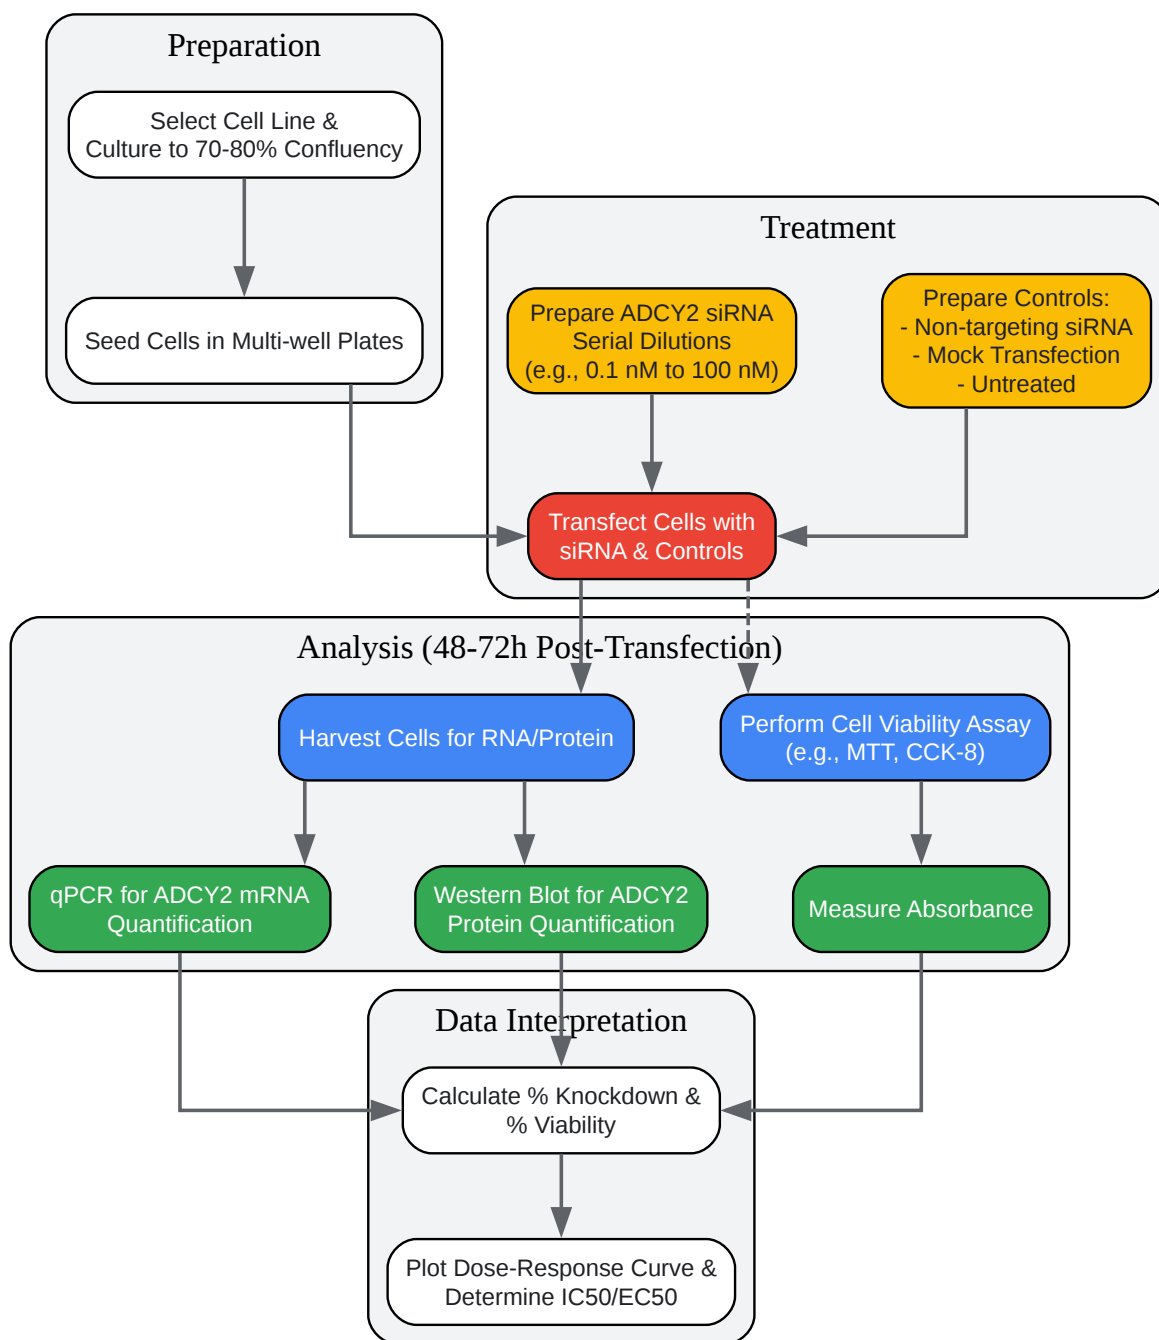 Preparation
Select Cell Line &
Culture to 70-80% Confluency
Seed Cells in Multi-well Plates
Treatment
Prepare ADCY2 siRNA
Serial Dilutions
(e.g., 0.1 nM to 100 nM)
Prepare Controls:
- Non-targeting siRNA
- Mock Transfection
- Untreated
Transfect Cells with
siRNA & Controls
Analysis (48-72h Post-Transfection)
Harvest Cells for RNA/Protein
Perform Cell Viability Assay
(e.g., MTT, CCK-8)
qPCR for ADCY2 mRNA
Quantification
Western Blot for ADCY2
Protein Quantification
Measure Absorbance
Data Interpretation
Calculate % Knockdown &
% Viability
Plot Dose-Response Curve &
Determine IC50/EC50